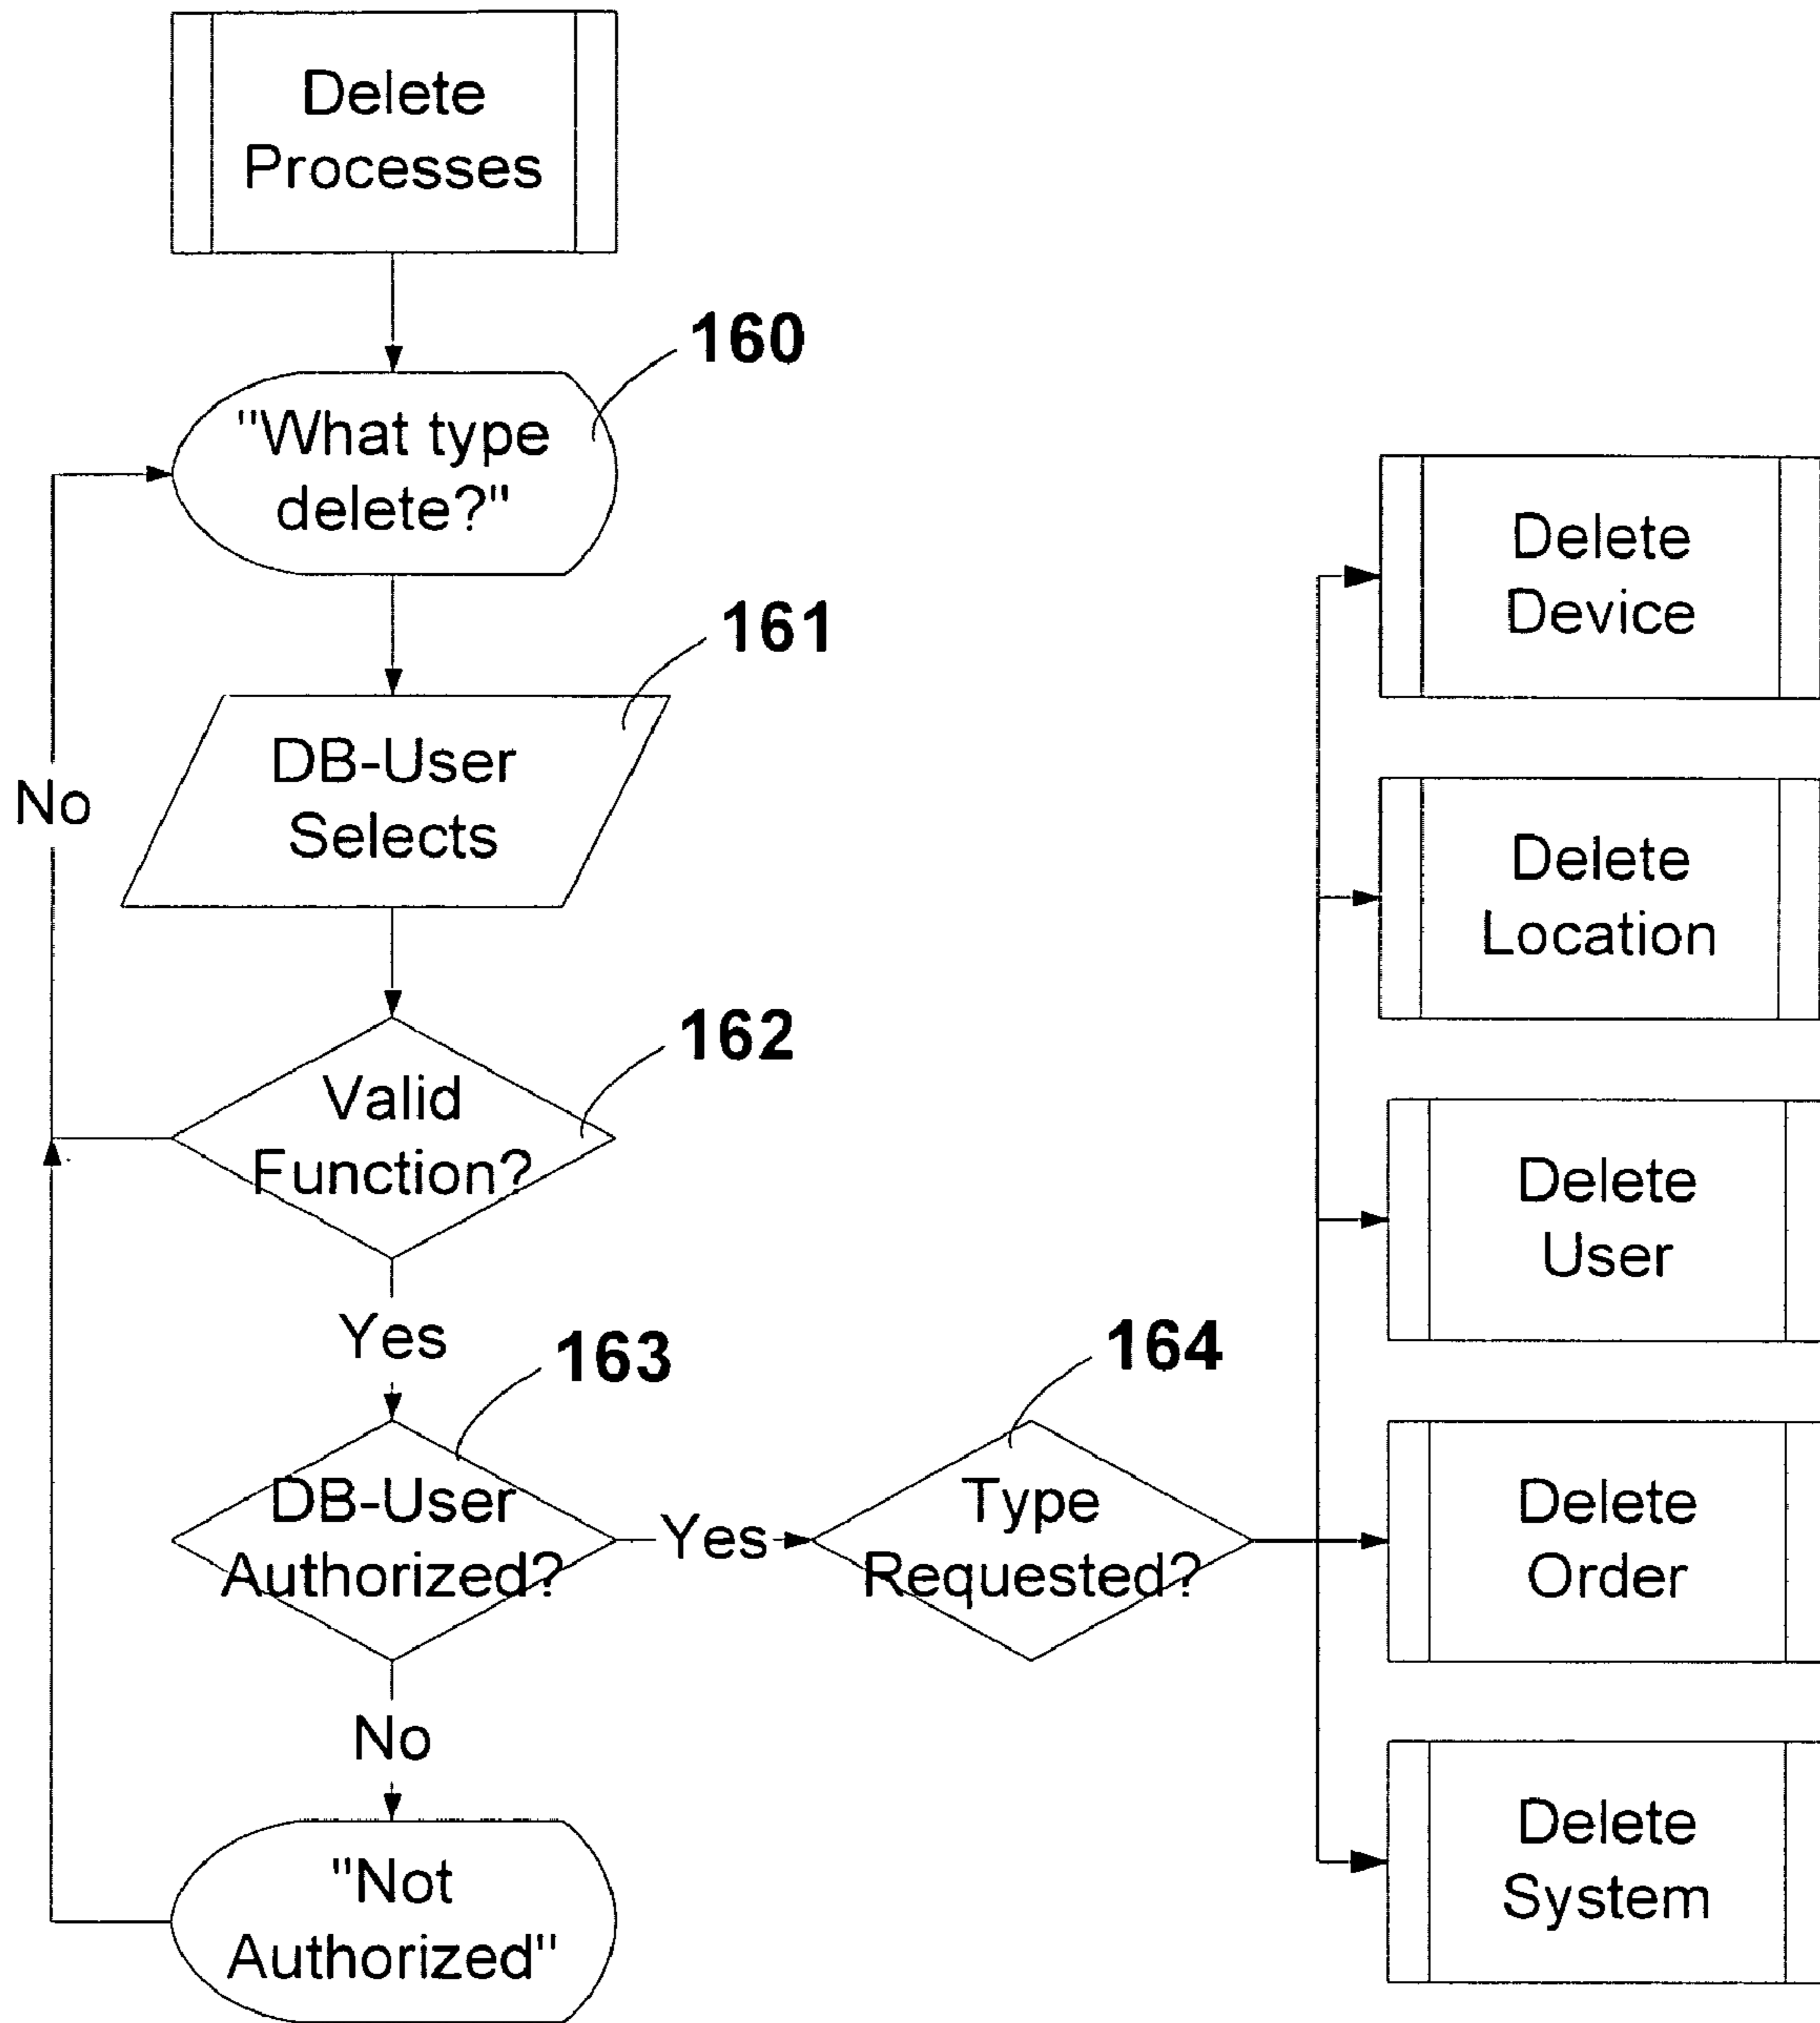 Delete
Processes
160
"What type
delete?"
161
DB-User
Selects
No
162
Valid
Function?
Yes
163
DB-User
Authorized?
Yes
164
Type
Requested?
No
"Not
Authorized"
Delete
Device
Delete
Location
Delete
User
Delete
Order
Delete
System